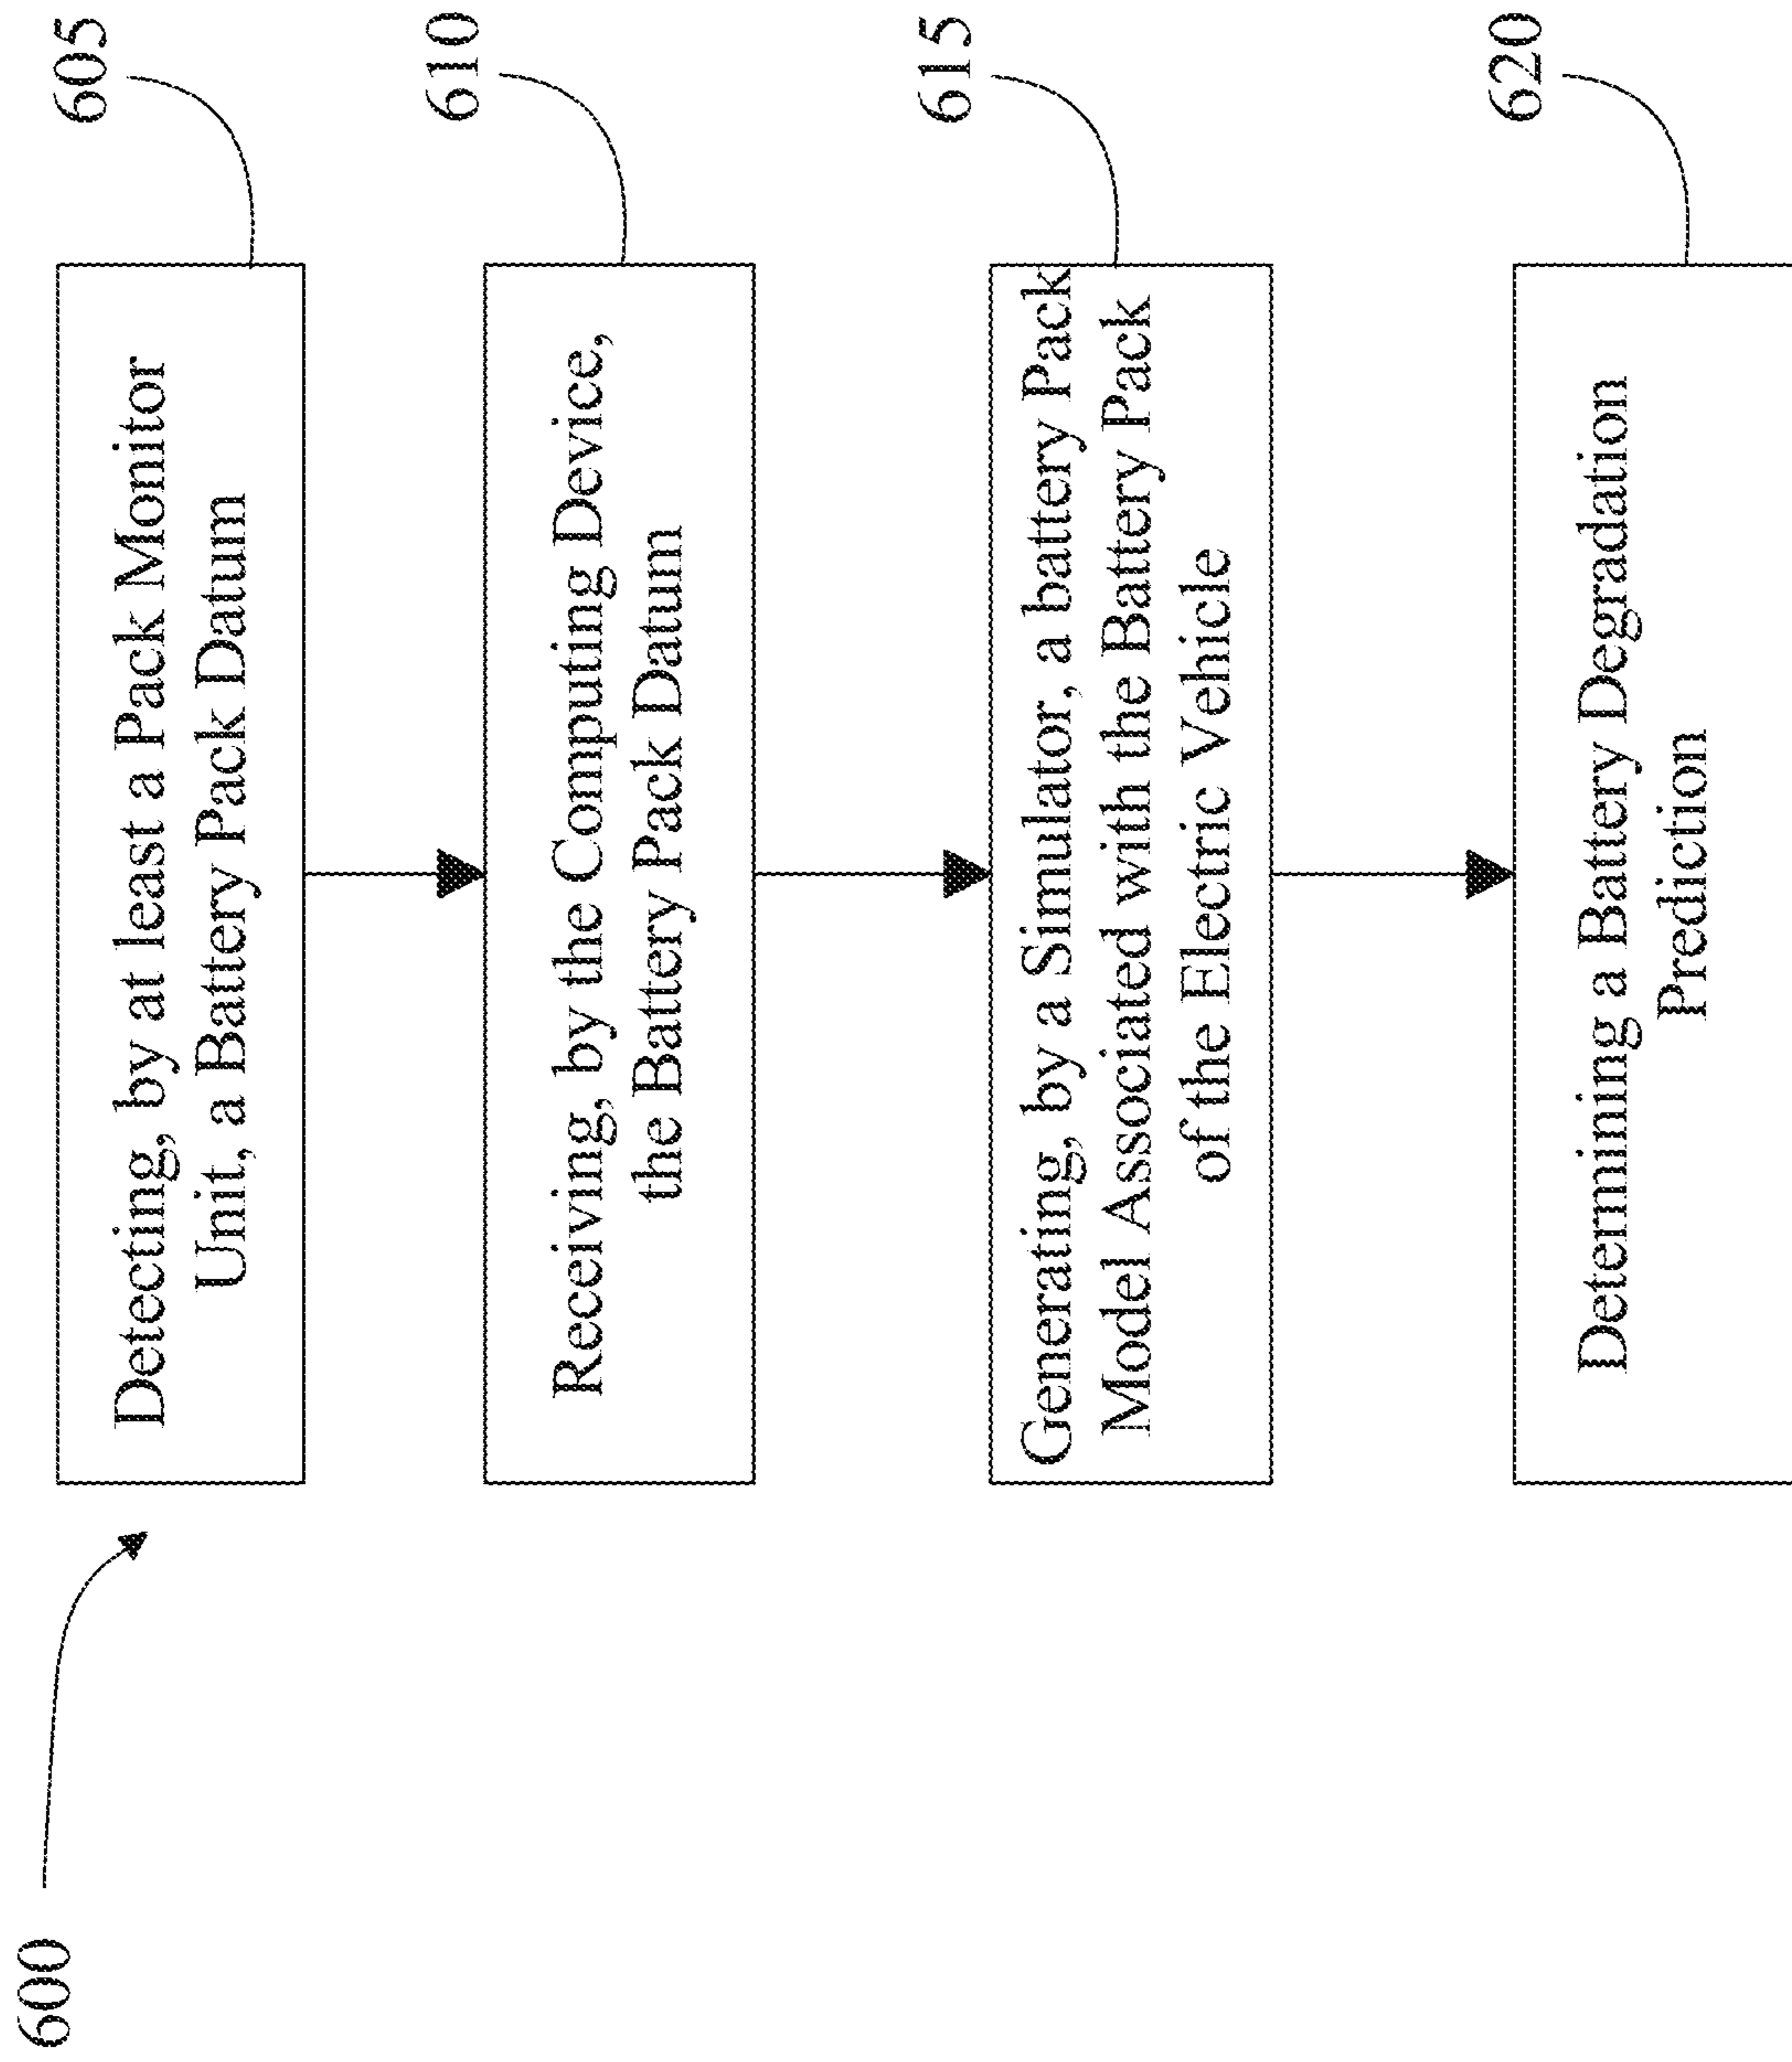 600
Detecting, by at least a Pack Monitor
Unit, a Battery Pack Datum
605
Receiving, by the Computing Device,
the Battery Pack Datum
610
Generating, by a Simulator, a battery Pack
Model Associated with the Battery Pack
of the Electric Vehicle
615
Determining a Battery Degradation
Prediction
620